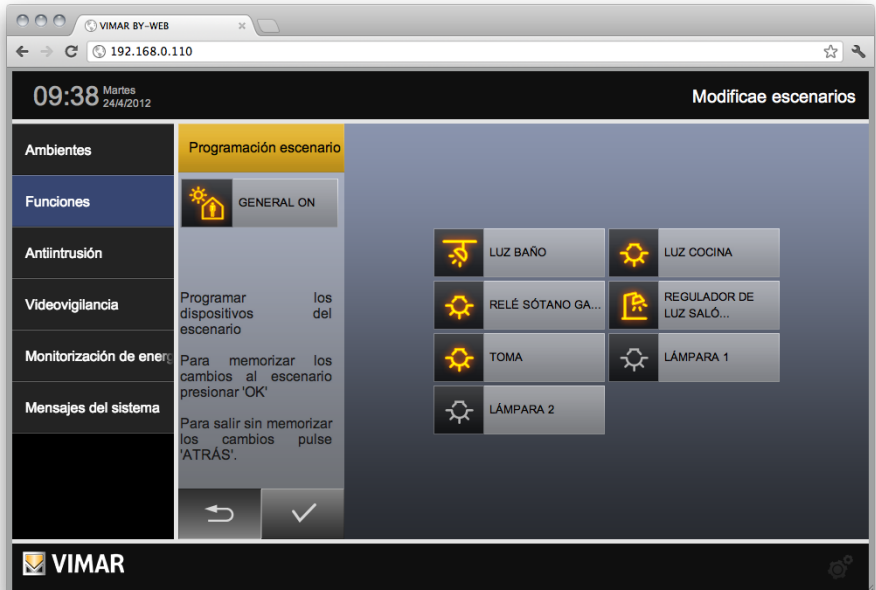 VIMAR BY-WEB
192.168.0.110
09:38 Martes
24/4/2012
Modificae escenarios
Ambientes
Funciones
Antiintrusión
Videovigilancia
Monitorización de energ
Mensajes del sistema
Programación escenario
GENERAL ON
Programar los
dispositivos del
escenario
Para memorizar los
cambios al escenario
presionar 'OK'
Para salir sin memorizar
los cambios pulse
'ATRÁS'.
LUZ BAÑO
LUZ COCINA
RELÉ SÓTANO GA...
REGULADOR DE
LUZ SALÓ...
TOMA
LÁMPARA 1
LÁMPARA 2
VIMAR